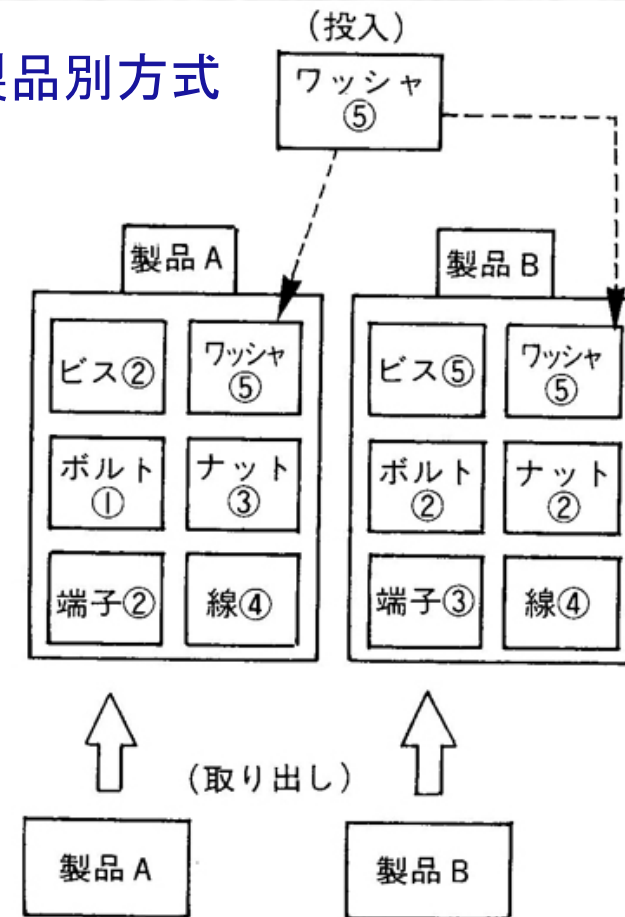 (投入)
製品別方式
ワッシャ
⑤
製品A
製品B
ビス②
ワッシャ
⑤
ビス⑤
ワッシャ
⑤
ボルト
①
ナット
③
ボルト
②
ナット
②
端子②
線④
端子③
線④
(取り出し)
製品A
製品B